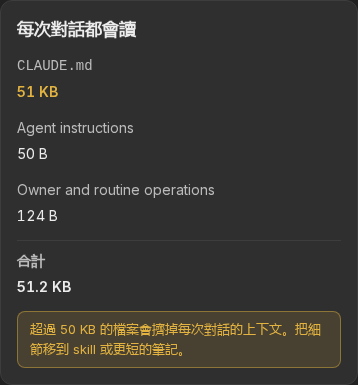 每次對話都會讀
CLAUDE.md
51 KB
Agent instructions
50 B
Owner and routine operations
124 B
合計
51.2 KB
超過 50 KB 的檔案會擠掉每次對話的上下文。把細
節移到 skill 或更短的筆記。